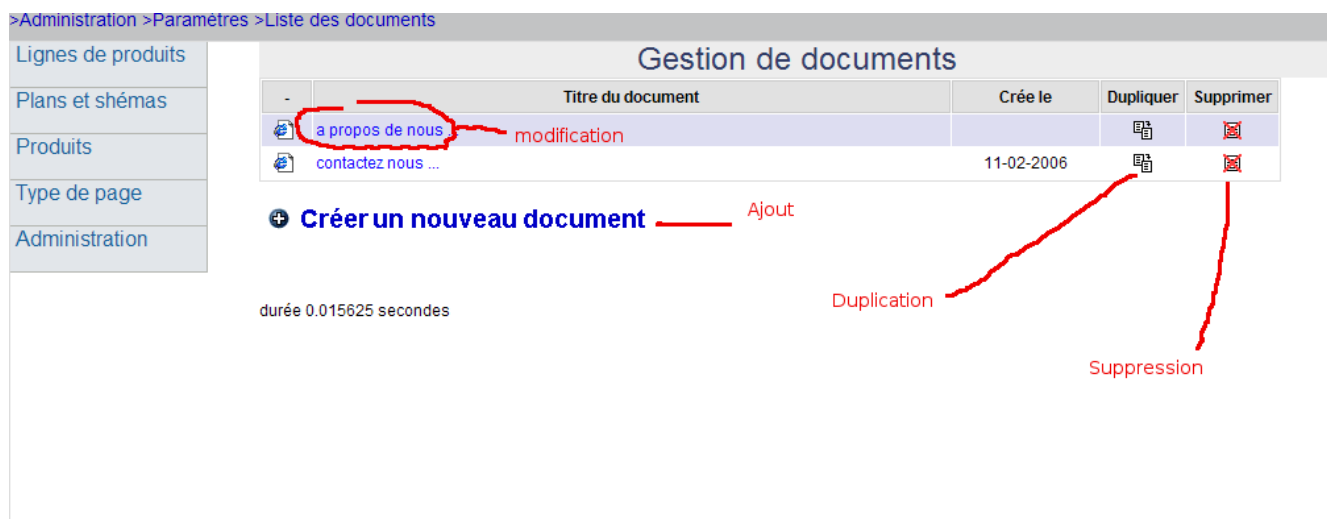 >Administration >Paramètres >Liste des documents
Lignes de produits
Plans et shémas
Produits
Type de page
Administration
Gestion de documents
- Titre du document Crée le Dupliquer Supprimer
a propos de nous ..
modification
contactez nous ... 11-02-2006
Créer un nouveau document
Ajout
Duplication
durée 0.015625 secondes
Suppression